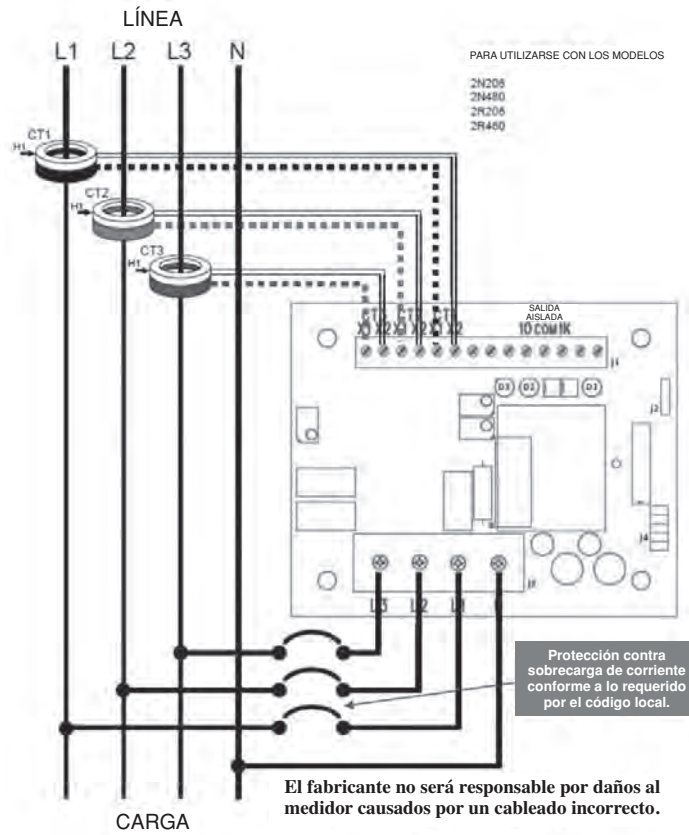 LÍNEA
L1 L2 L3 N
PARA UTILIZARSE CON LOS MODELOS
2N208
2N480
2R208
2R480
CT1
H1
CT2
H1
CT3
H1
SALIDA
AISLADA
X1 X2 X1 X2 X1 X2
10 COM 1K
J1
D3 D2 D1
J2
J4
L3 L2 L1
Protección contra
sobrecarga de corriente
conforme a lo requerido
por el código local.
El fabricante no será responsable por daños al
medidor causados por un cableado incorrecto.
CARGA